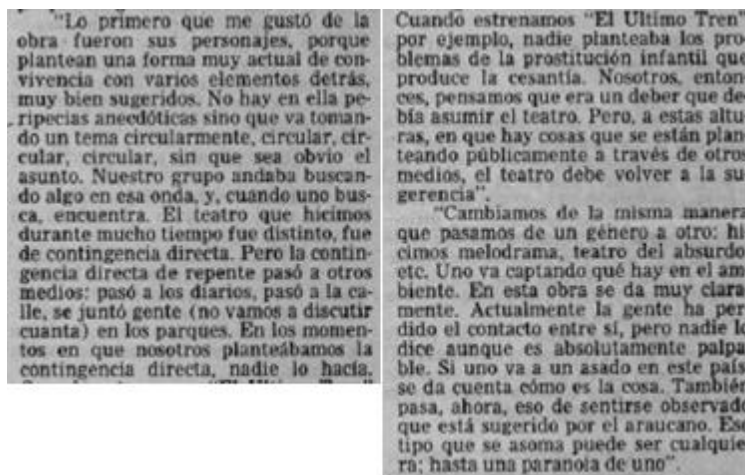 "Lo primero que me gustó de la
obra fueron sus personajes, porque
plantean una forma muy actual de con-
vivencia con varios elementos detrás,
muy bien sugeridos. No hay en ella pe-
ripecias anecdóticas sino que va toman-
do un tema circularmente, circular, cir-
cular, circular, sin que sea obvio el
asunto. Nuestro grupo andaba buscan-
do algo en esa onda, y, cuando uno bus-
ca, encuentra. El teatro que hicimos
durante mucho tiempo fue distinto, fue
de contingencia directa. Pero la contin-
gencia directa de repente pasó a otros
medios: pasó a los diarios, pasó a la ca-
lle, se juntó gente (no vamos a discutir
cuanta) en los parques. En los momen-
tos en que nosotros planteábamos la
contingencia directa, nadie lo hacía.
Cuando estrenamos "El Ultimo Tren"
por ejemplo, nadie planteaba los pro
blemas de la prostitución infantil que
produce la cesantía. Nosotros, enton-
ces, pensamos que era un deber que de-
bía asumir el teatro. Pero, a estas altu
ras, en que hay cosas que se están plan
teando públicamente a través de otros
medios, el teatro debe volver a la su
gerencia".
"Cambiamos de la misma manera
que pasamos de un género a otro: hi
cimos melodrama, teatro del absurdo
etc. Uno va captando qué hay en el am
biente. En esta obra se da muy clara
mente. Actualmente la gente ha per
dido el contacto entre sí, pero nadie lo
dice aunque es absolutamente palpa
ble. Si uno va a un asado en este país
se da cuenta cómo es la cosa. También
pasa, ahora, eso de sentirse observado
que está sugerido por el araucano. Ese
tipo que se asoma puede ser cualquie
ra; hasta una paranoia de uno"